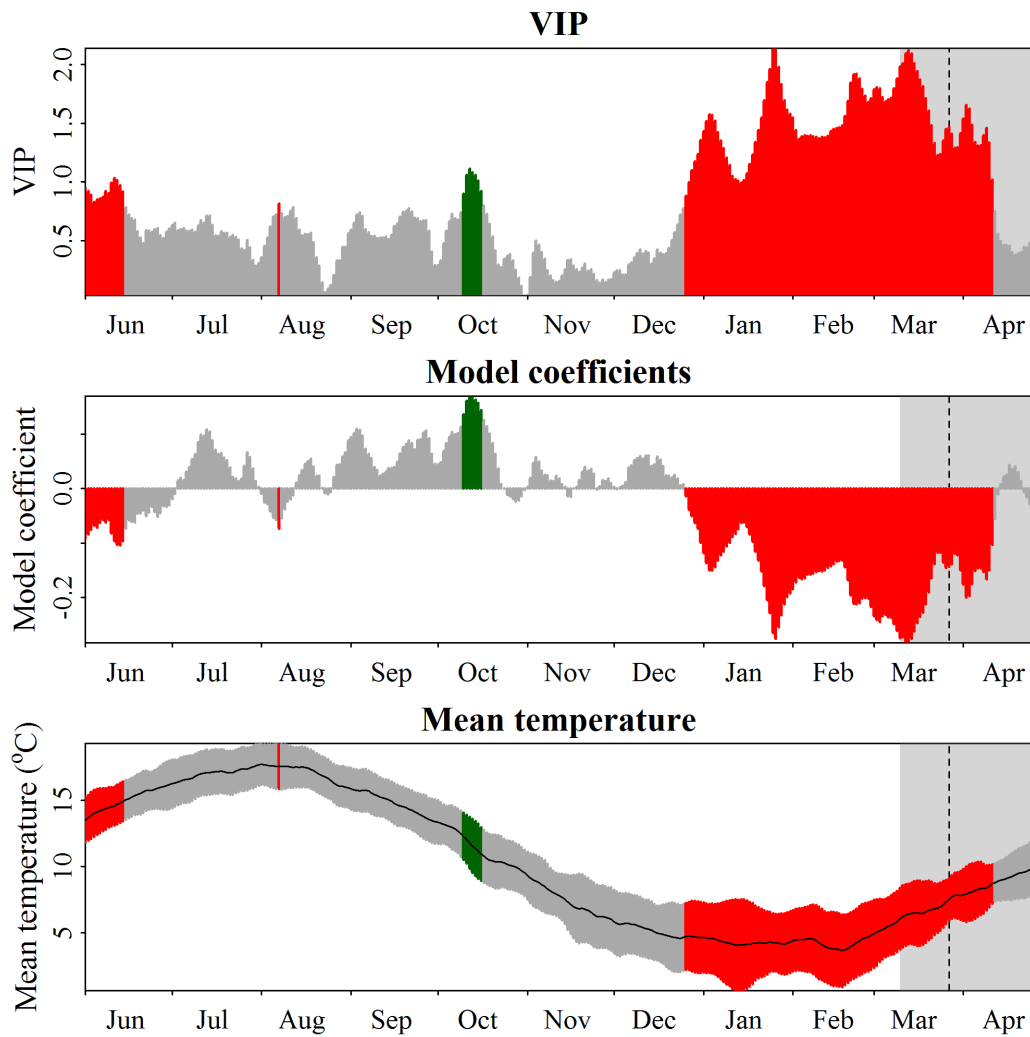 VIP
VIP
2.0
1.5
1.0
0.5
Jun Jul Aug Sep Oct Nov Dec Jan Feb Mar Apr
Model coefficients
Model coefficient
0.0
-0.2
Jun Jul Aug Sep Oct Nov Dec Jan Feb Mar Apr
Mean temperature
Mean temperature (°C)
15
10
5
Jun Jul Aug Sep Oct Nov Dec Jan Feb Mar Apr